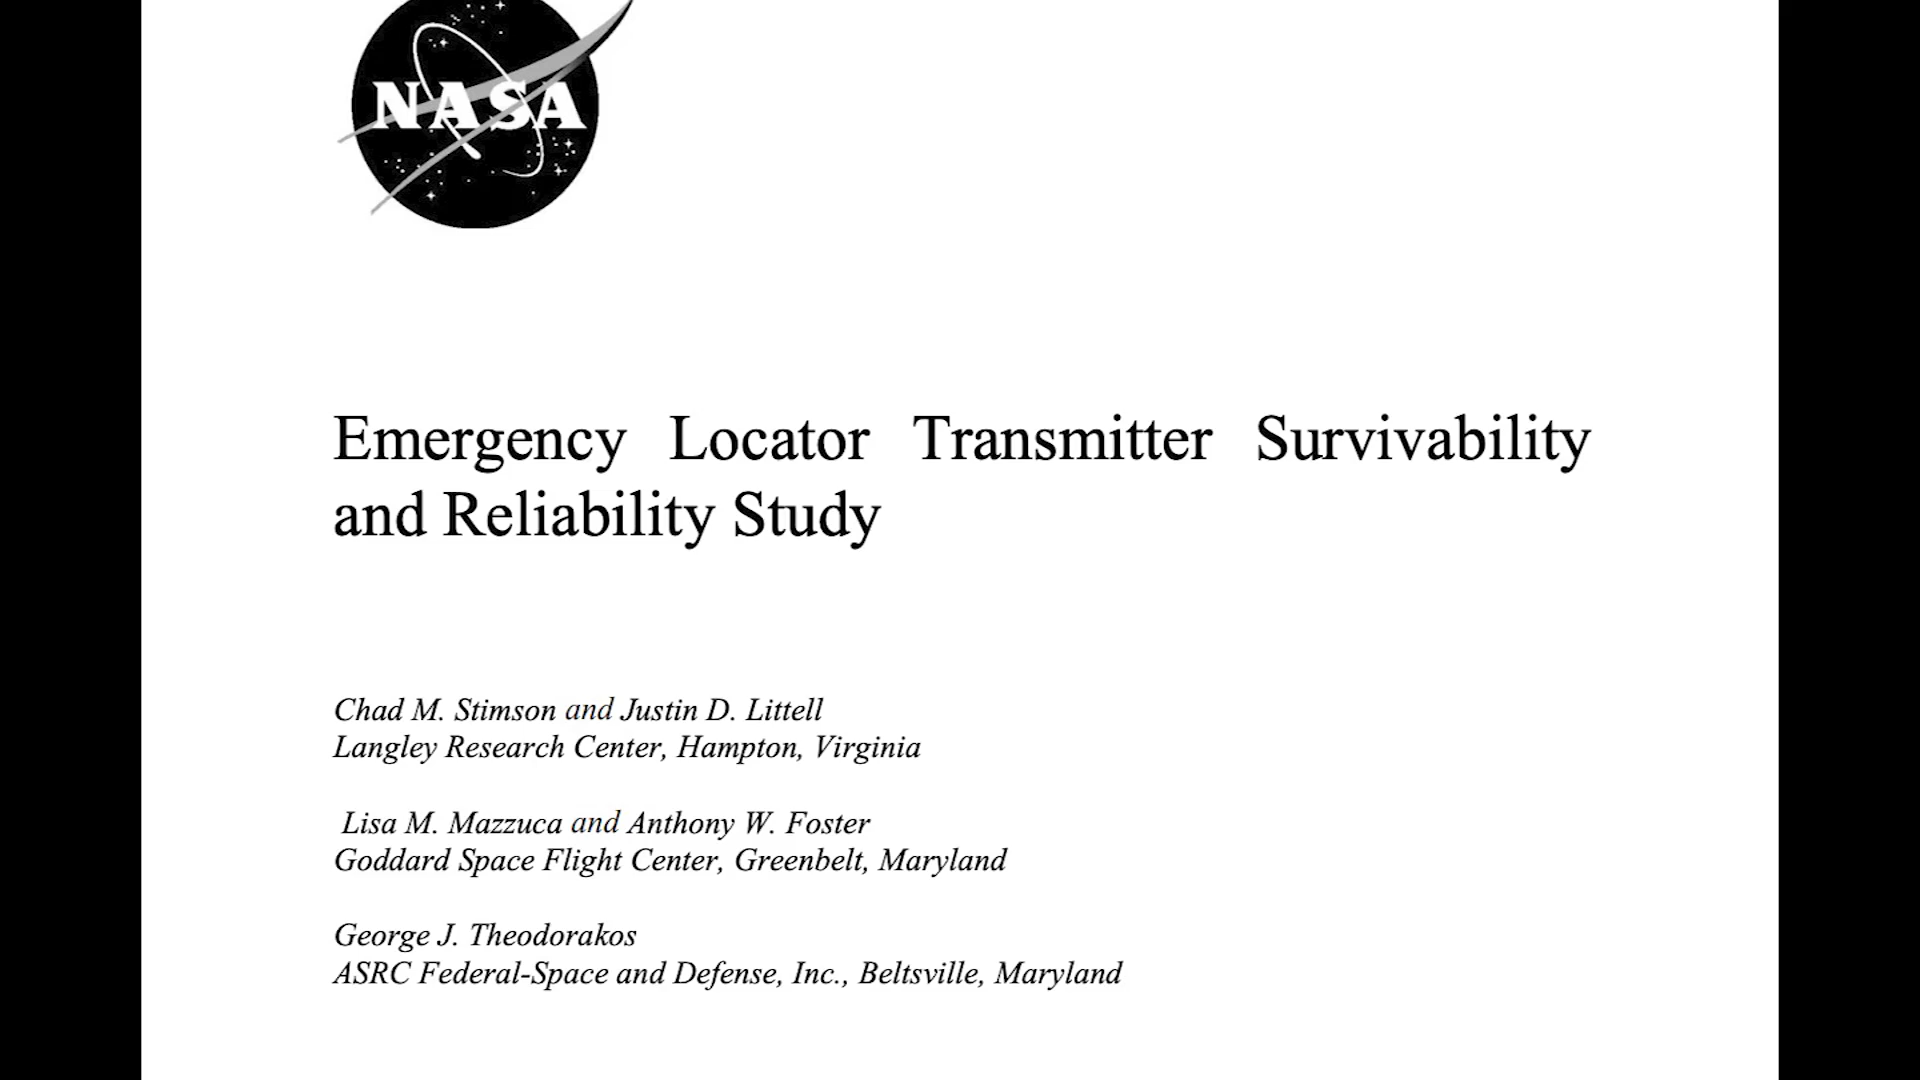 NASA
Emergency Locator Transmitter Survivability
and Reliability Study
Chad M. Stimson and Justin D. Littell
Langley Research Center, Hampton, Virginia
Lisa M. Mazzuca and Anthony W. Foster
Goddard Space Flight Center, Greenbelt, Maryland
George J. Theodorakos
ASRC Federal-Space and Defense, Inc., Beltsville, Maryland